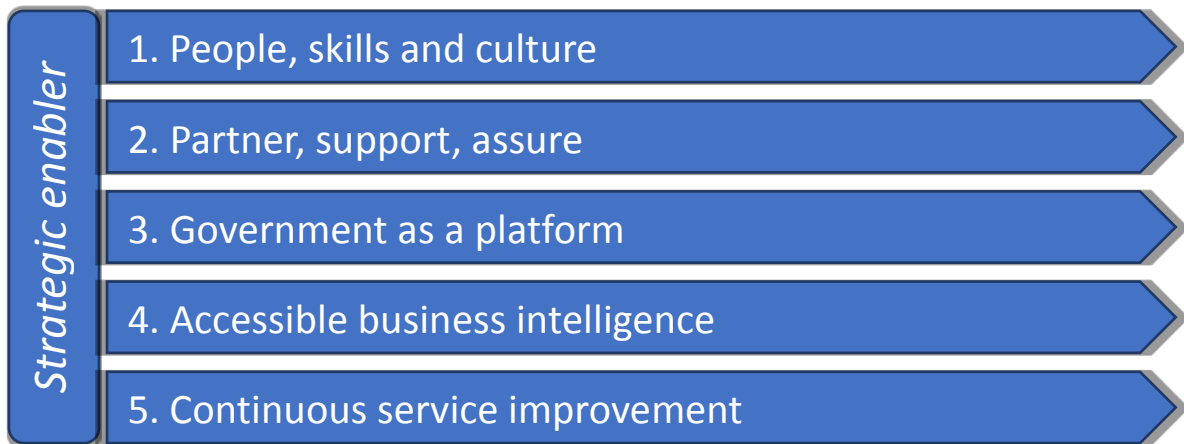 Strategic enabler
1. People, skills and culture
2. Partner, support, assure
3. Government as a platform
4. Accessible business intelligence
5. Continuous service improvement